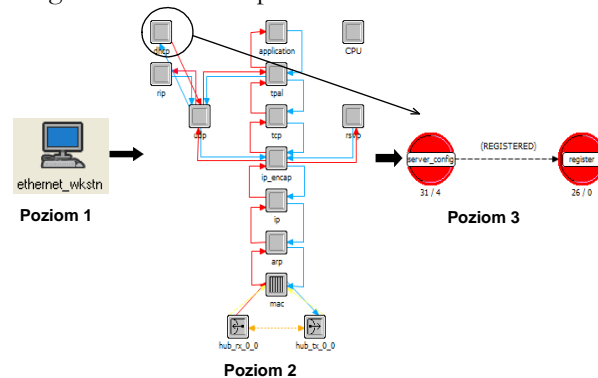 dhcp
application
CPU
rip
tpal
udp
tcp
rsvp
ip_encap
ip
arp
mac
hub_rx_0_0
hub_tx_0_0
Poziom 2
ethernet_wkstn
Poziom 1
server_config
(REGISTERED)
register
31 / 4
26 / 0
Poziom 3